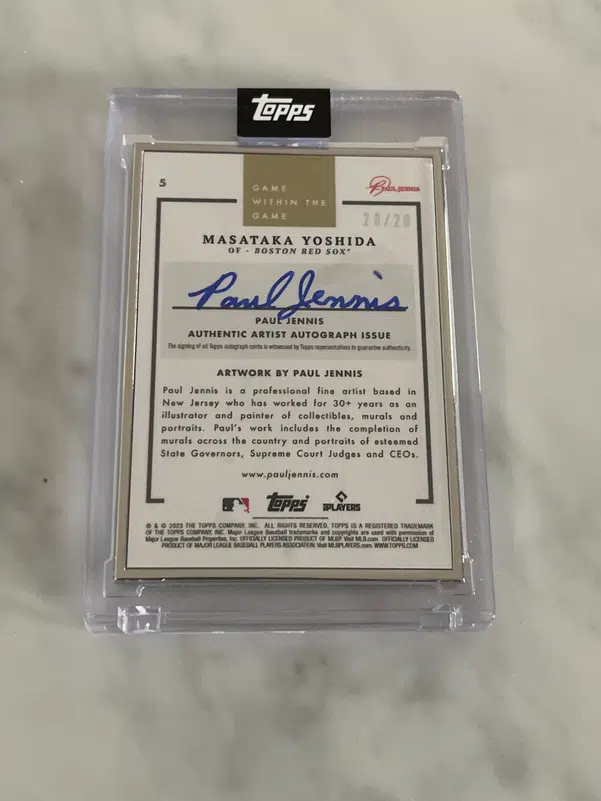 Topps
5
GAME
WITHIN THE
GAME
PAUL JENNIS
20/20
MASATAKA YOSHIDA
OF - BOSTON RED SOX®
Paul Jennis
PAUL JENNIS
AUTHENTIC ARTIST AUTOGRAPH ISSUE
The signing of all Topps autograph cards is witnessed by Topps representatives to guarantee authenticity.
ARTWORK BY PAUL JENNIS
Paul Jennis is a professional fine artist based in
New Jersey who has worked for 30+ years as an
illustrator and painter of collectibles, murals and
portraits. Paul's work includes the completion of
murals across the country and portraits of esteemed
State Governors, Supreme Court Judges and CEOs.
www.pauljennis.com
Topps PLAYERS
® & © 2023 THE TOPPS COMPANY, INC. ALL RIGHTS RESERVED. TOPPS IS A REGISTERED TRADEMARK
OF THE TOPPS COMPANY, INC. Major League Baseball trademarks and copyrights are used with permission of
Major League Baseball Properties, Inc. OFFICIALLY LICENSED PRODUCT OF MLBP. Visit MLB.com OFFICIALLY LICENSED
PRODUCT OF MAJOR LEAGUE BASEBALL PLAYERS ASSOCIATION. Visit MLBPLAYERS.com. WWW.TOPPS.COM